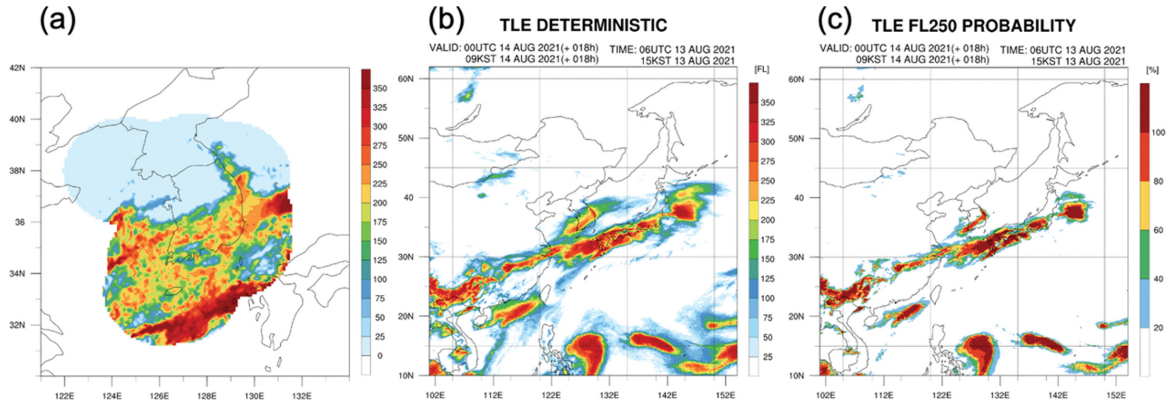 (a)
42N
40N
38N
36N
34N
32N
122E 124E 126E 128E 130E 132E
350
325
300
275
250
225
200
175
150
125
100
75
50
25
0
(b)
TLE DETERMINISTIC
VALID: 00UTC 14 AUG 2021(+ 018h) TIME: 06UTC 13 AUG 2021
09KST 14 AUG 2021(+ 018h) 15KST 13 AUG 2021
[FL]
60N
50N
40
30N
20N
10N
102E 112E 122E 132E 142E 152E
350
325
300
275
250
225
200
175
150
125
100
75
50
25
(c)
TLE FL250 PROBABILITY
VALID: 00UTC 14 AUG 2021(+ 018h) TIME: 06UTC 13 AUG 2021
09KST 14 AUG 2021(+ 018h) 15KST 13 AUG 2021
[%]
60N
50N
40
30N
20N
10N
102E 112E 122E 132E 142E 152E
100
80
60
40
20